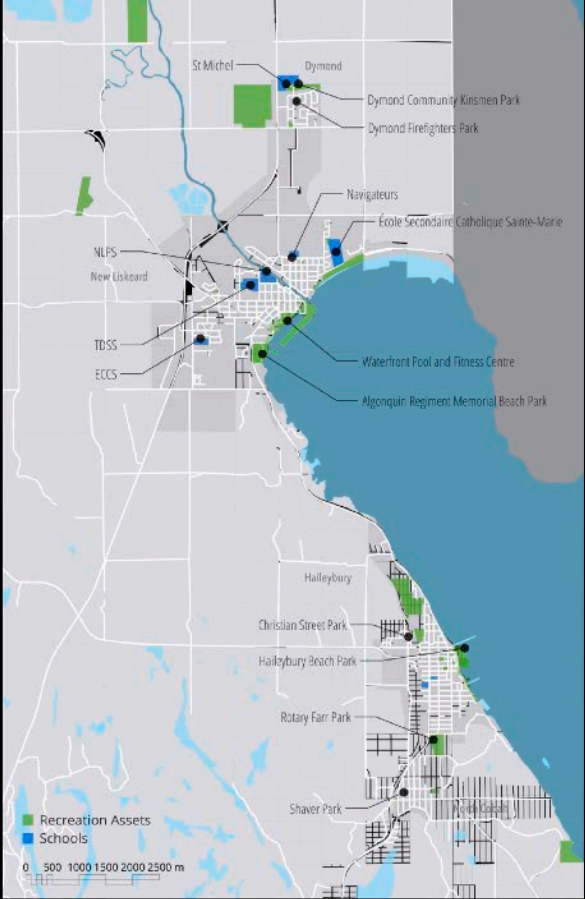 St Michel
Dymond
Dymond Community Kinsmen Park
Dymond Firefighters Park
Navigateurs
École Secondaire Catholique Sainte-Marie
NLPS
New Liskeard
TDSS
ECCS
Waterfront Pool and Fitness Centre
Algonquin Regiment Memorial Beach Park
Haileybury
Christian Street Park
Haileybury Beach Park
Rotary Farr Park
Shaver Park
North Cobalt
Recreation Assets
Schools
0 500 1000 1500 2000 2500 m